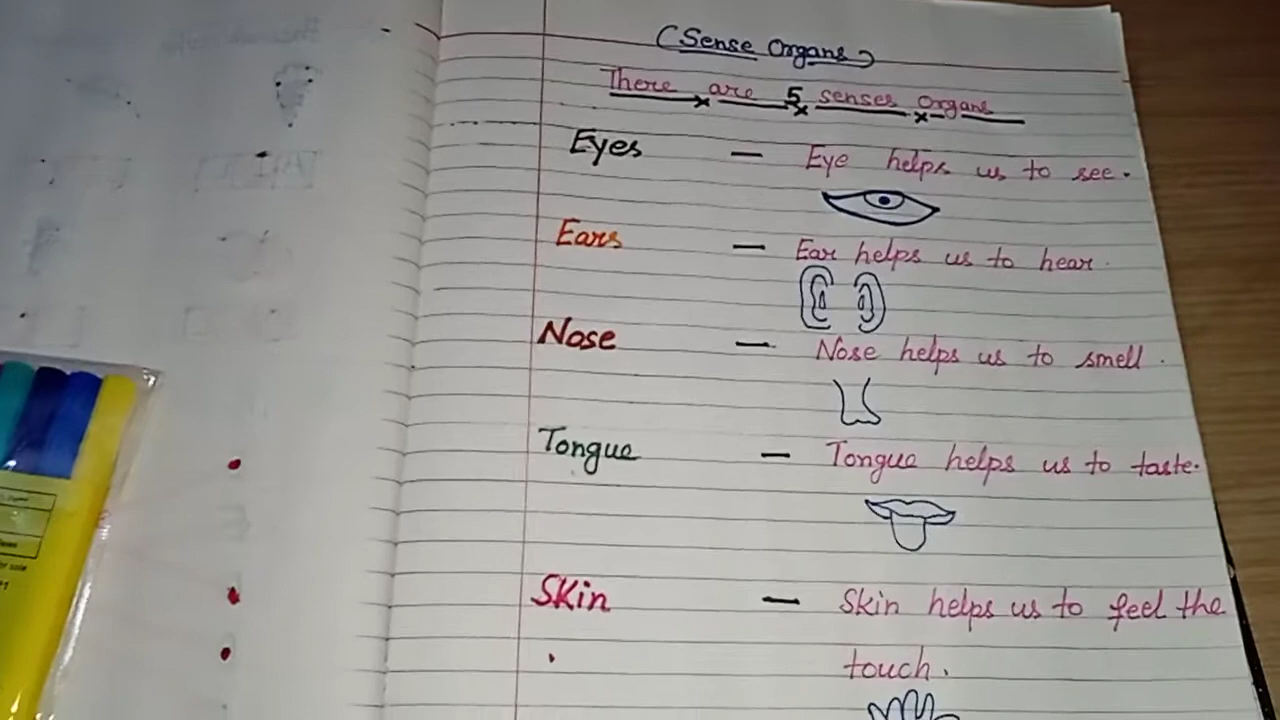 (Sense Organs)
There are 5 senses organs
Eyes — Eye helps us to see.
Ears — Ear helps us to hear.
Nose — Nose helps us to smell.
Tongue — Tongue helps us to taste.
Skin — Skin helps us to feel the
touch.